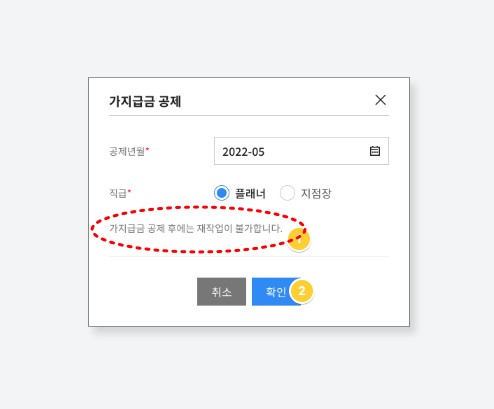 가지급금 공제
공제년월*
2022-05
직급*
플래너
지점장
가지급금 공제 후에는 재작업이 불가합니다.
1
취소
확인
2